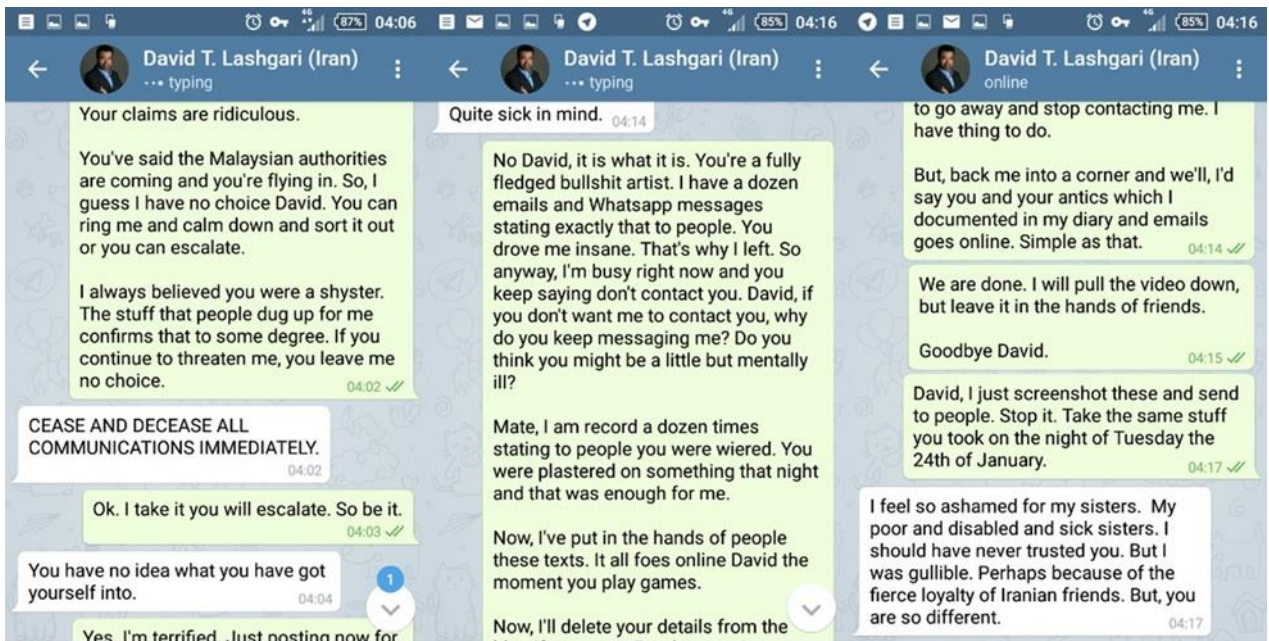 87% 04:06
David T. Lashgari (Iran)
typing
Your claims are ridiculous.
You've said the Malaysian authorities
are coming and you're flying in. So, I
guess I have no choice David. You can
ring me and calm down and sort it out
or you can escalate.
I always believed you were a shyster.
The stuff that people dug up for me
confirms that to some degree. If you
continue to threaten me, you leave me
no choice.
04:02
CEASE AND DECEASE ALL
COMMUNICATIONS IMMEDIATELY.
04:02
Ok. I take it you will escalate. So be it.
04:03
You have no idea what you have got
yourself into.
04:04
1
Yes, I'm terrified. Just posting now for
4G 85% 04:16
David T. Lashgari (Iran)
typing
Quite sick in mind. 04:14
No David, it is what it is. You're a fully
fledged bullshit artist. I have a dozen
emails and Whatsapp messages
stating exactly that to people. You
drove me insane. That's why I left. So
anyway, I'm busy right now and you
keep saying don't contact you. David, if
you don't want me to contact you, why
do you keep messaging me? Do you
think you might be a little but mentally
ill?
Mate, I am record a dozen times
stating to people you were wiered. You
were plastered on something that night
and that was enough for me.
Now, I've put in the hands of people
these texts. It all foes online David the
moment you play games.
Now, I'll delete your details from the
4G 85% 04:16
David T. Lashgari (Iran)
online
to go away and stop contacting me. I
have thing to do.
But, back me into a corner and we'll, I'd
say you and your antics which I
documented in my diary and emails
goes online. Simple as that.
04:14
We are done. I will pull the video down,
but leave it in the hands of friends.
Goodbye David.
04:15
David, I just screenshot these and send
to people. Stop it. Take the same stuff
you took on the night of Tuesday the
24th of January.
04:17
I feel so ashamed for my sisters. My
poor and disabled and sick sisters. I
should have never trusted you. But I
was gullible. Perhaps because of the
fierce loyalty of Iranian friends. But, you
are so different.
04:17